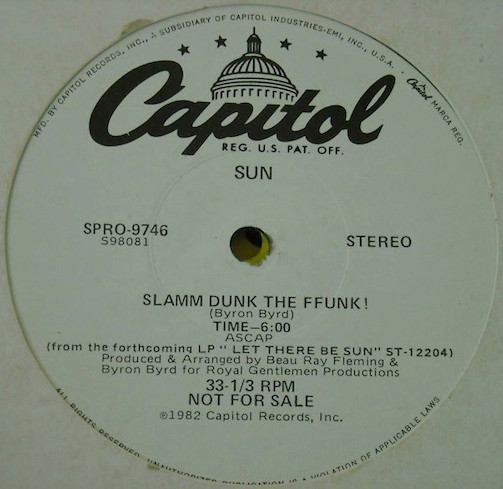 MFD. BY CAPITOL RECORDS, INC., A SUBSIDIARY OF CAPITOL INDUSTRIES-EMI, INC., U.S.A. . Capitol MARCA REG.
Capitol
REG. U.S. PAT. OFF.
SUN
SPRO-9746
S98081
STEREO
SLAMM DUNK THE FFUNK!
(Byron Byrd)
TIME—6:00
ASCAP
(from the forthcoming LP " LET THERE BE SUN" ST-12204)
Produced & Arranged by Beau Ray Fleming &
Byron Byrd for Royal Gentlemen Productions
33-1/3 RPM
NOT FOR SALE
℗1982 Capitol Records, Inc.
ALL RIGHTS RESERVED. UNAUTHORIZED DUPLICATION IS A VIOLATION OF APPLICABLE LAWS